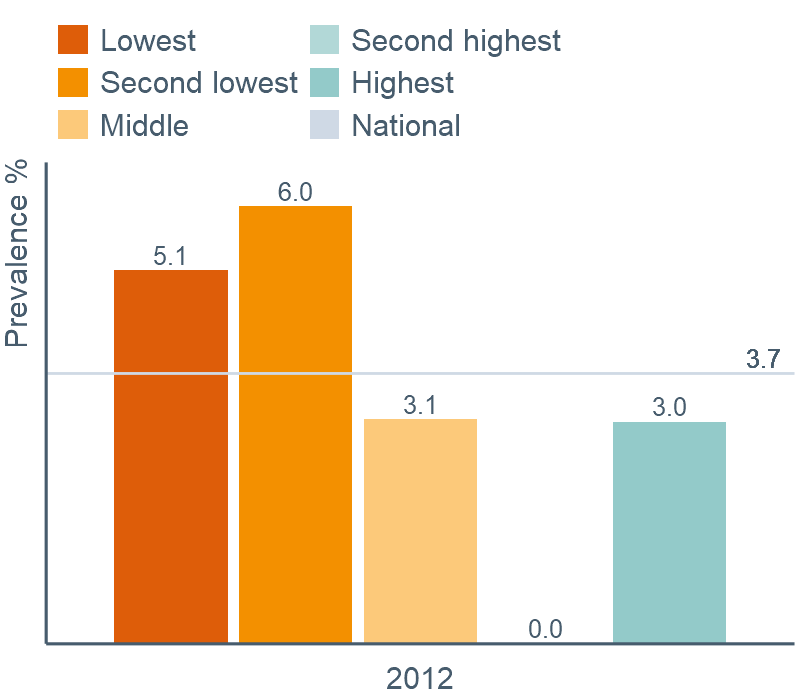 Lowest
Second lowest
Middle
Second highest
Highest
National
Prevalence %
6.0
5.1
3.7
3.1
3.0
0.0
2012